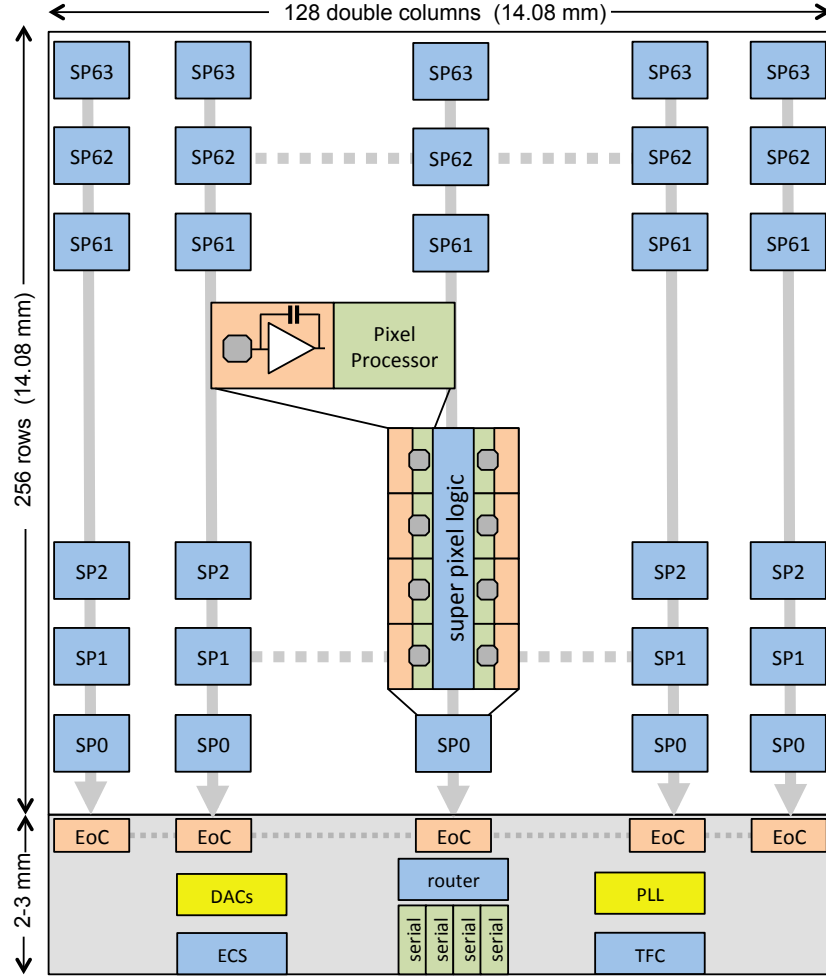 128 double columns (14.08 mm)
SP63 SP63 SP63 SP63 SP63
SP62 SP62 SP62 SP62 SP62
SP61 SP61 SP61 SP61 SP61
256 rows (14.08 mm)
Pixel
Processor
super pixel logic
SP2 SP2 SP2 SP2
SP1 SP1 SP1 SP1
SP0 SP0 SP0 SP0 SP0
2-3 mm
EoC EoC EoC EoC EoC
DACs router PLL
ECS serial serial serial serial TFC